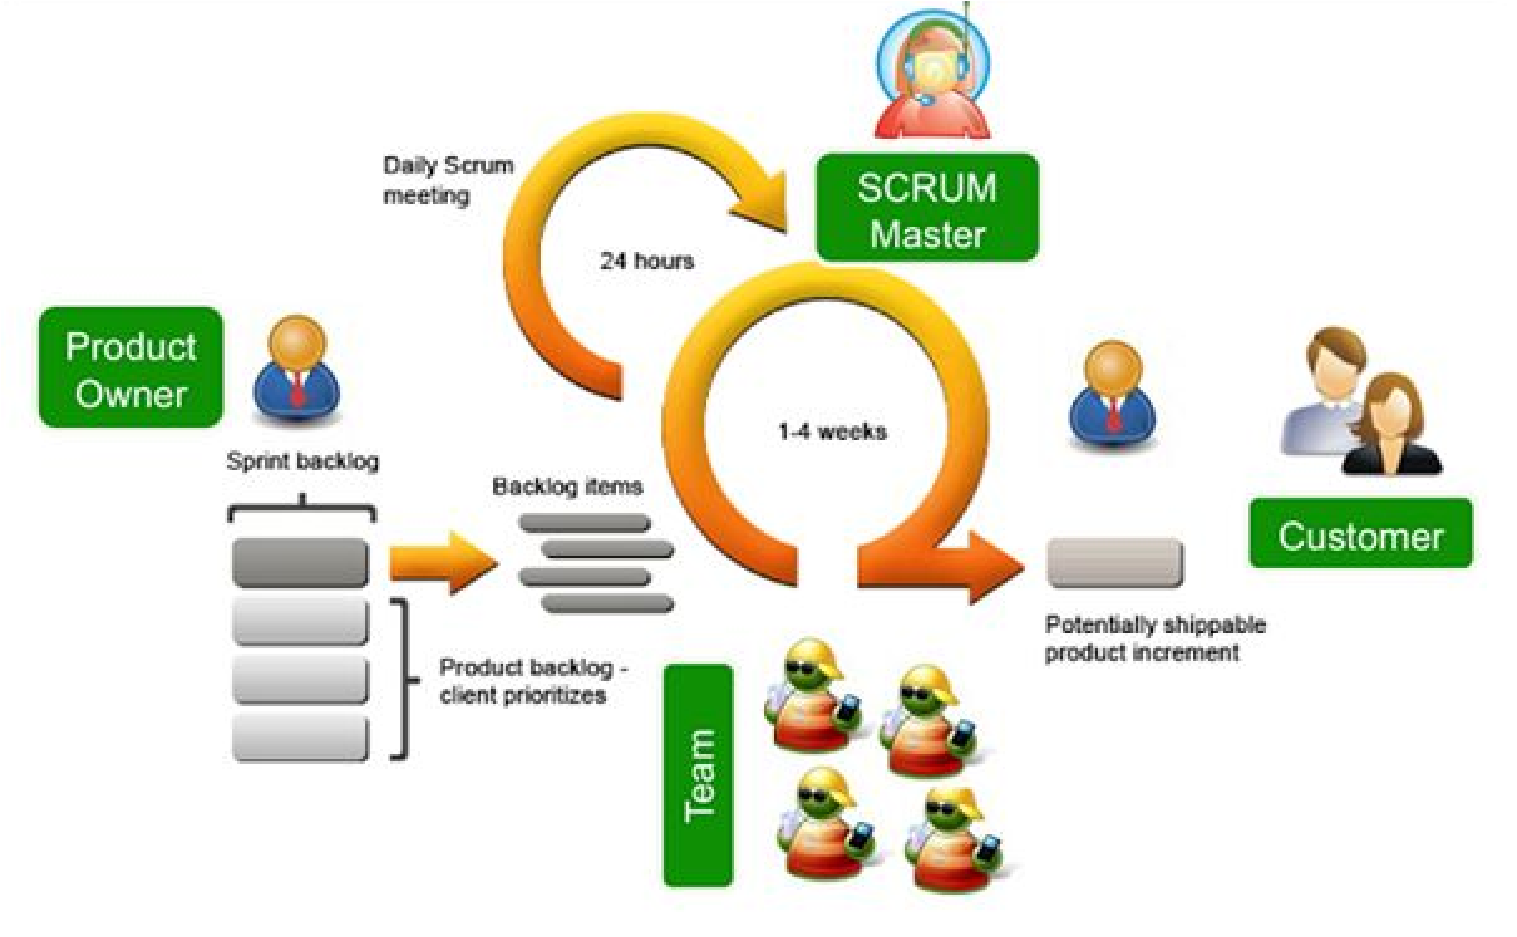 SCRUM
Master
Daily Scrum
meeting
24 hours
Product
Owner
1-4 weeks
Sprint backlog
Backlog items
Customer
Potentially shippable
product increment
Product backlog -
client prioritizes
Team